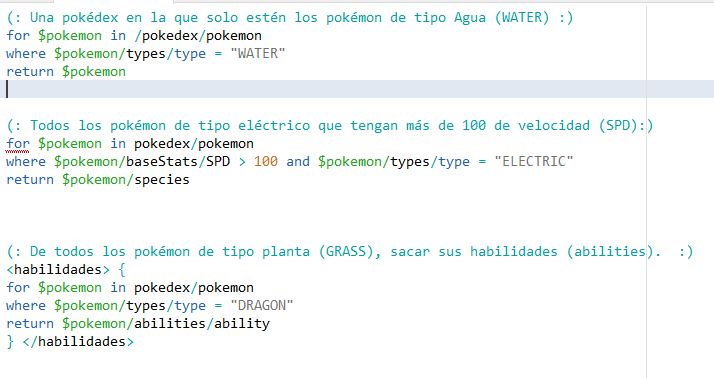 (: Una pokédex en la que solo estén los pokémon de tipo Agua (WATER) :)
for $pokemon in /pokedex/pokemon
where $pokemon/types/type = "WATER"
return $pokemon
(: Todos los pokémon de tipo eléctrico que tengan más de 100 de velocidad (SPD):)
for $pokemon in pokedex/pokemon
where $pokemon/baseStats/SPD > 100 and $pokemon/types/type = "ELECTRIC"
return $pokemon/species
(: De todos los pokémon de tipo planta (GRASS), sacar sus habilidades (abilities).  :)
<habilidades> {
for $pokemon in pokedex/pokemon
where $pokemon/types/type = "DRAGON"
return $pokemon/abilities/ability
} </habilidades>